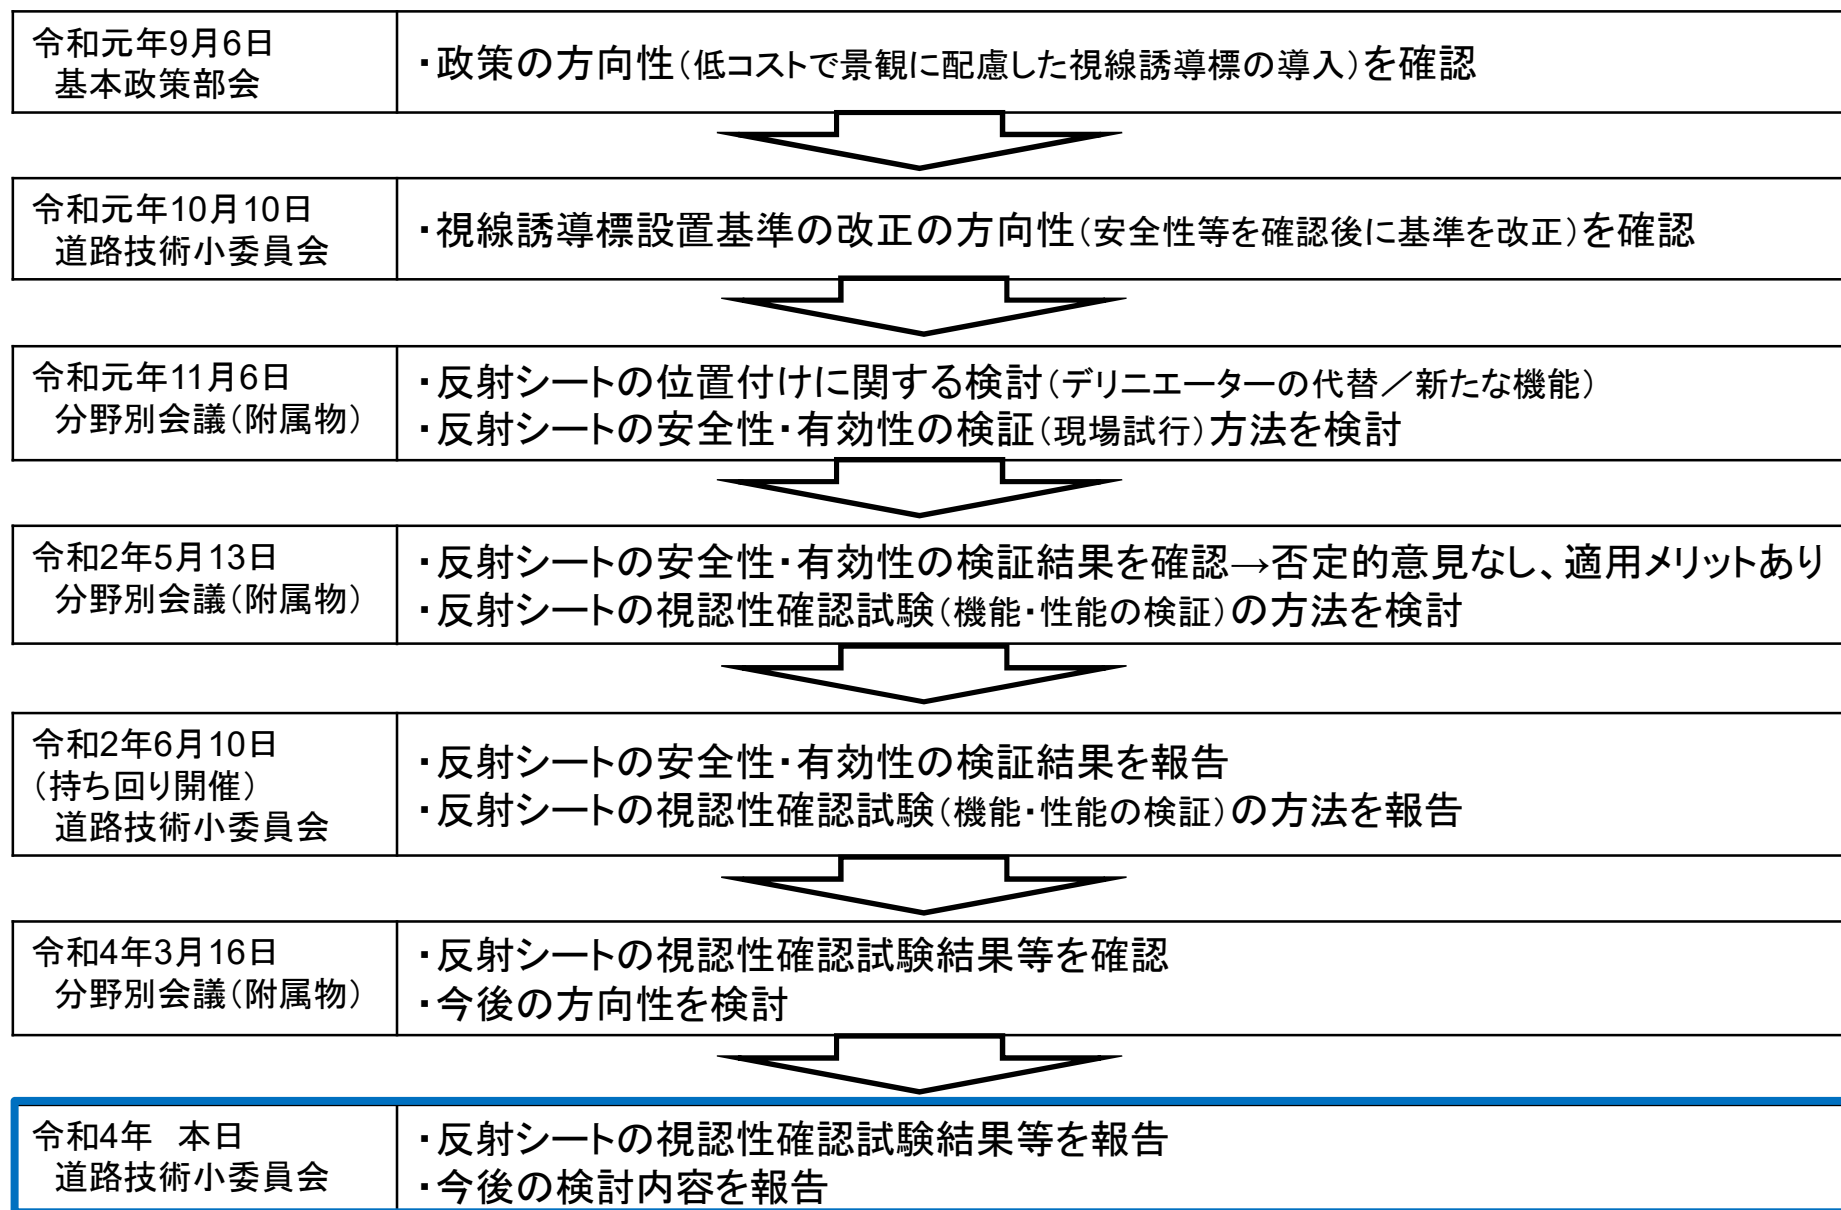 令和元年9月6日
基本政策部会
・政策の方向性（低コストで景観に配慮した視線誘導標の導入）を確認
令和元年10月10日
道路技術小委員会
・視線誘導標設置基準の改正の方向性（安全性等を確認後に基準を改正）を確認
令和元年11月6日
分野別会議（附属物）
・反射シートの位置付けに関する検討（デリニエーターの代替／新たな機能）
・反射シートの安全性・有効性の検証（現場試行）方法を検討
令和2年5月13日
分野別会議（附属物）
・反射シートの安全性・有効性の検証結果を確認→否定的意見なし、適用メリットあり
・反射シートの視認性確認試験（機能・性能の検証）の方法を検討
令和2年6月10日
（持ち回り開催）
道路技術小委員会
・反射シートの安全性・有効性の検証結果を報告
・反射シートの視認性確認試験（機能・性能の検証）の方法を報告
令和4年3月16日
分野別会議（附属物）
・反射シートの視認性確認試験結果等を確認
・今後の方向性を検討
令和4年　本日
道路技術小委員会
・反射シートの視認性確認試験結果等を報告
・今後の検討内容を報告